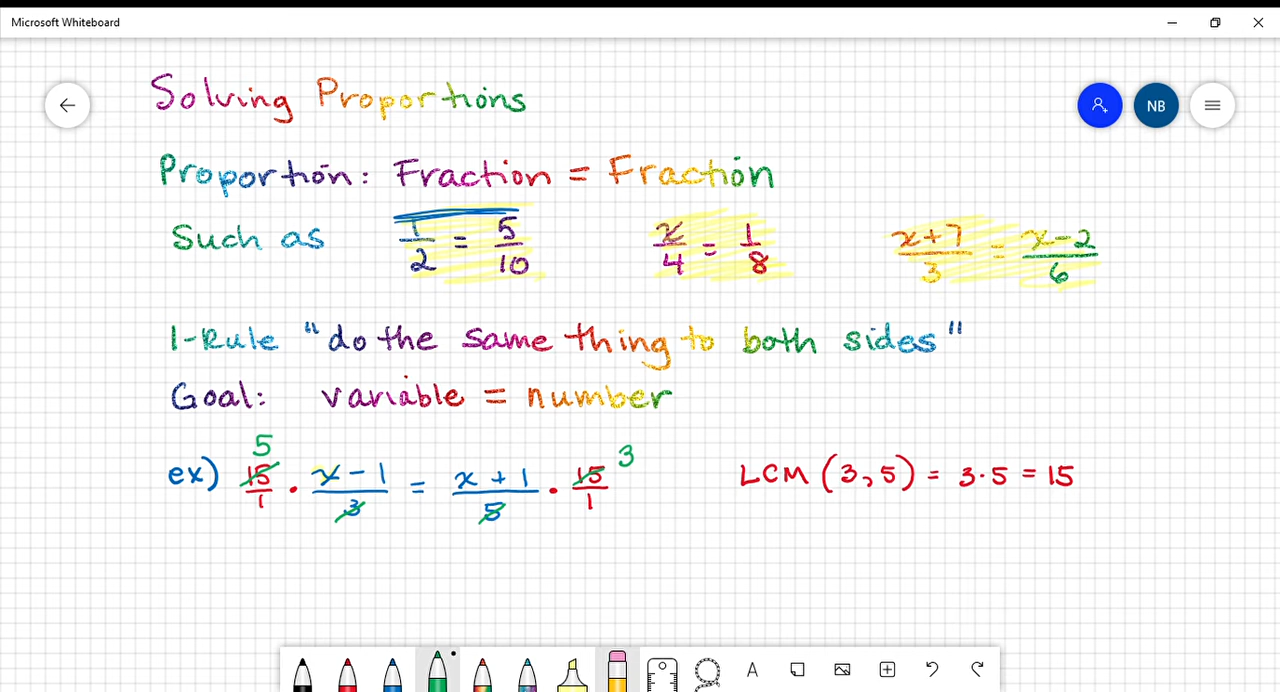 Microsoft Whiteboard
Solving Proportions
NB
Proportion: Fraction = Fraction
Such as 1/2 = 5/10 x/4 = 1/8 x+7/3 = x-2/6
1-Rule "do the same thing to both sides"
Goal: variable = number
5 3
ex) 15/1 · x-1/3 = x+1/5 · 15/1 LCM (3,5) = 3·5 = 15
A